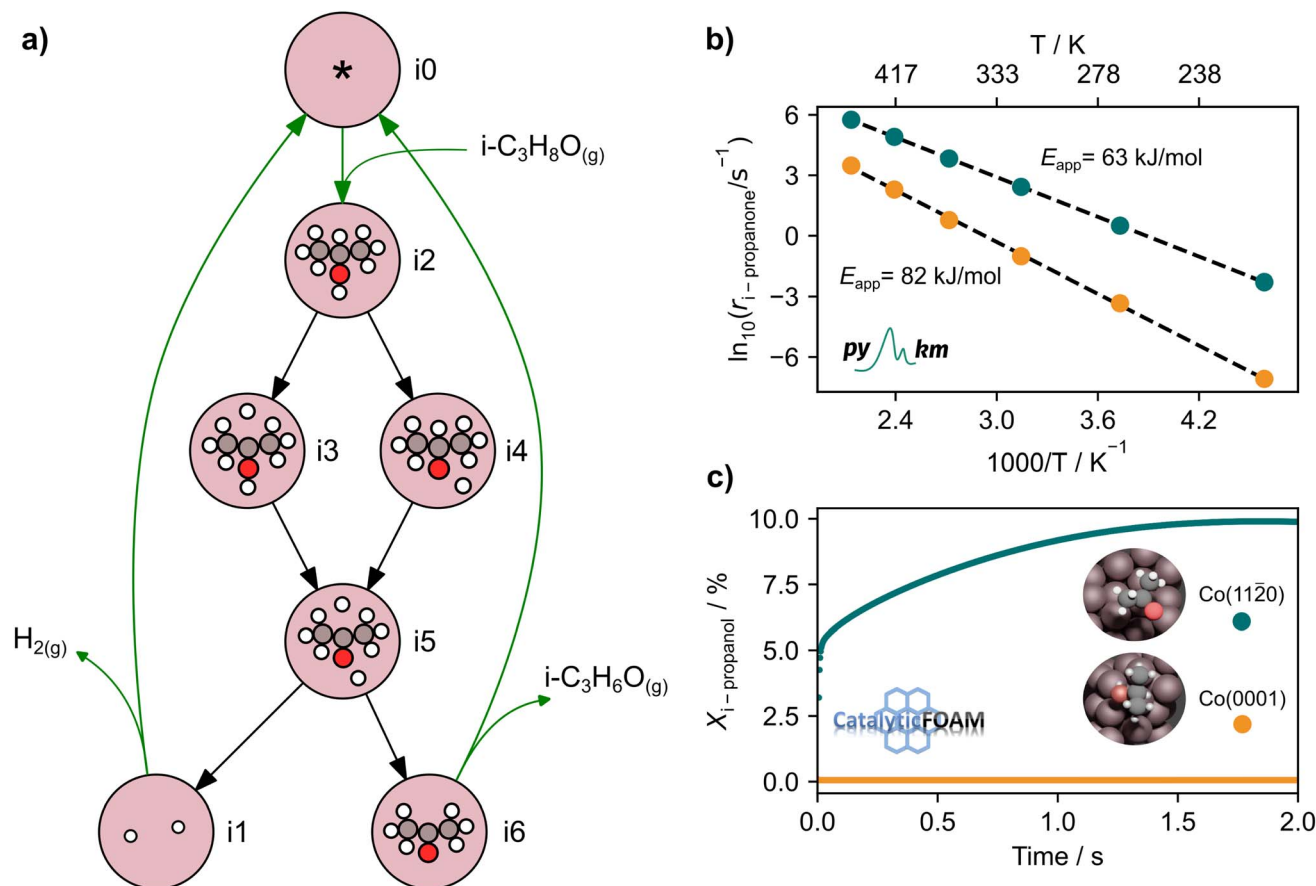 a)
*
i0
i-C₃H₈O₍g₎
i2
i3
i4
i5
H₂₍g₎
i-C₃H₆O₍g₎
i1
i6
b)
T / K
417 333 278 238
6
3
0
−3
−6
ln₁₀(r i − propanone/s⁻¹)
Eapp= 63 kJ/mol
Eapp= 82 kJ/mol
py km
2.4 3.0 3.6 4.2
1000/T / K⁻¹
c)
10.0
7.5
5.0
2.5
0.0
X i − propanol / %
Co(112̅0)
Co(0001)
CatalyticFOAM
0.0 0.5 1.0 1.5 2.0
Time / s